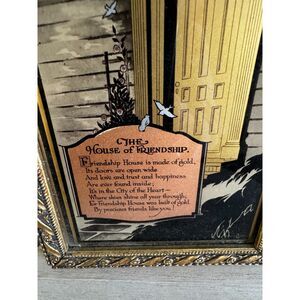 THE
HOUSE OF FRIENDSHIP.
Friendship House is made of gold,
Its doors are open wide
And love and trust and happiness
Are ever found inside;
It's in the City of the Heart—
Where skies shine all year through,
Fr Friendship House was built of gold
By precious friends like you!